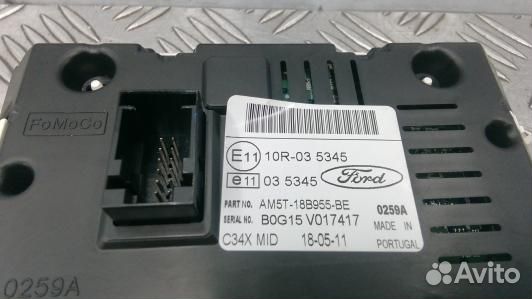 FoMoCo
E11 10R-03 5345
e11 03 5345
Ford
PART NO. AM5T-18B955-BE
SERIAL NO. B0G15 V017417
0259A
C34X MID 18-05-11
MADE IN
PORTUGAL
0259A
Avito